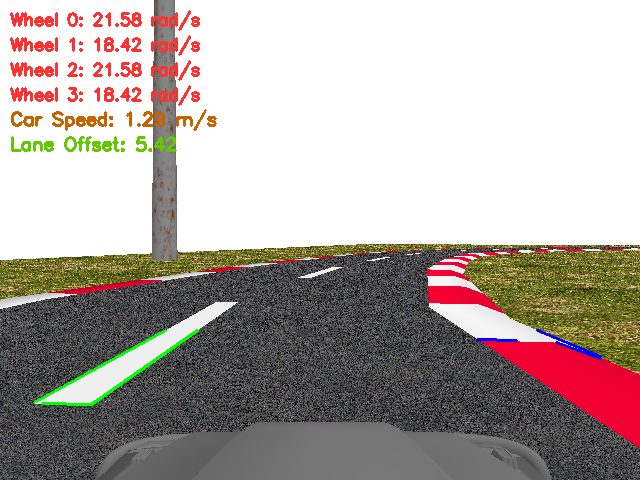 Wheel 0: 21.58 rad/s
Wheel 1: 18.42 rad/s
Wheel 2: 21.58 rad/s
Wheel 3: 18.42 rad/s
Car Speed: 1.29 m/s
Lane Offset: 5.42